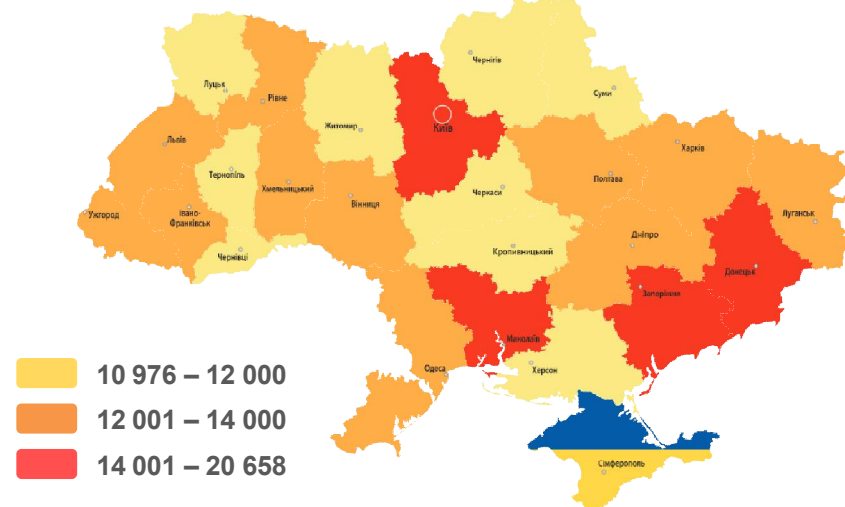 Чернігів
Луцьк
Суми
Рівне
Житомир
Київ
Львів
Харків
Тернопіль
Полтава
Хмельницький
Черкаси
Вінниця
Ужгород
Івано-
Франківськ
Луганськ
Дніпро
Чернівці
Кропивницький
Донецьк
Запоріжжя
Миколаїв
Одеса
Херсон
10 976 – 12 000
12 001 – 14 000
14 001 – 20 658
Сімферополь